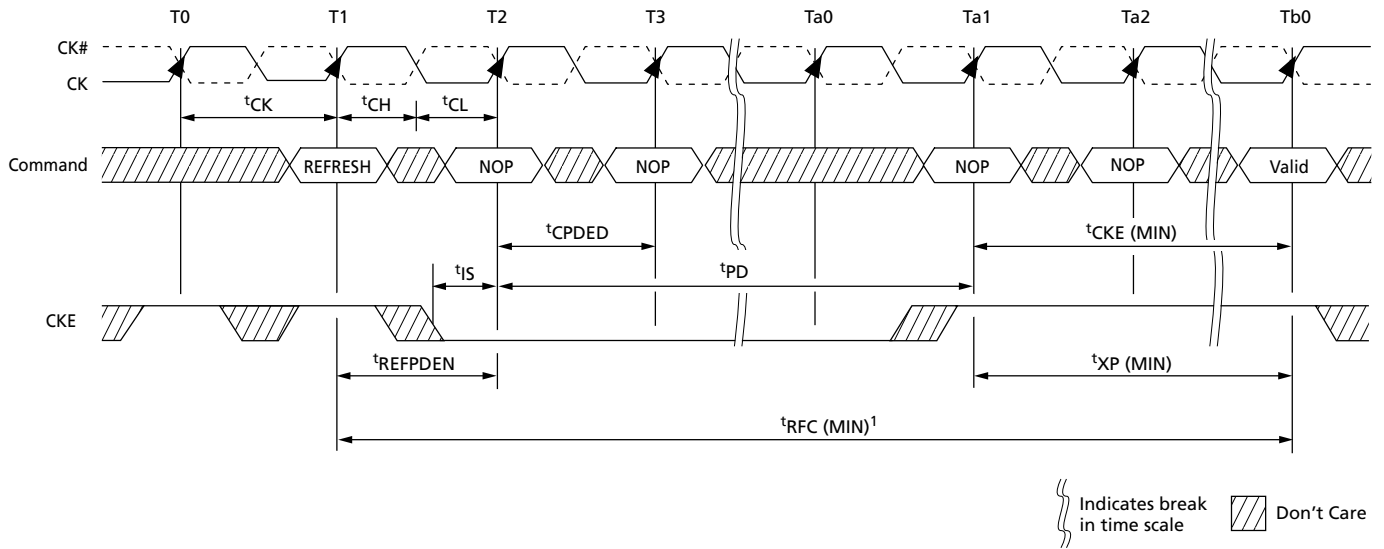 T0 T1 T2 T3 Ta0 Ta1 Ta2 Tb0
CK#
CK
tCK tCH tCL
Command REFRESH NOP NOP NOP NOP Valid
tCPDED tCKE (MIN)
tIS tPD
CKE
tREFPDEN tXP (MIN)
tRFC (MIN)1
Indicates break
in time scale
Don't Care